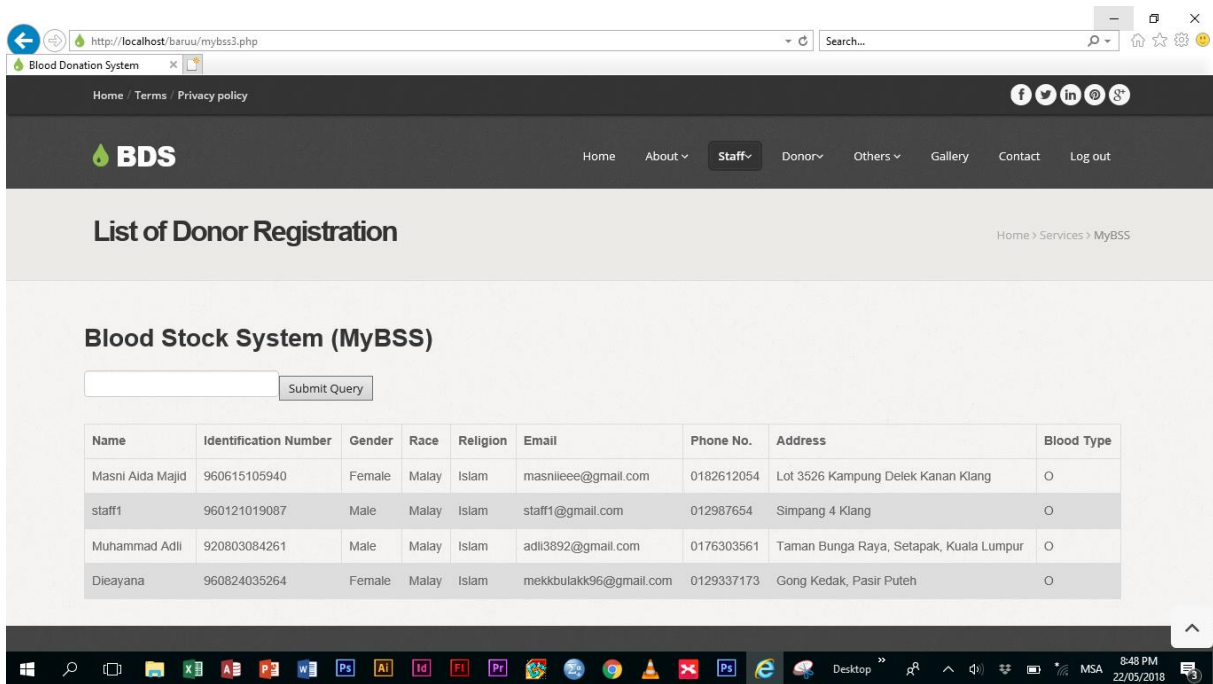 http://localhost/baruu/mybss3.php Search...
Blood Donation System
Home / Terms / Privacy policy
BDS Home About Staff Donor Others Gallery Contact Log out
List of Donor Registration Home > Services > MyBSS
Blood Stock System (MyBSS)
Submit Query
Name Identification Number Gender Race Religion Email Phone No. Address Blood Type
Masni Aida Majid 960615105940 Female Malay Islam masniieee@gmail.com 0182612054 Lot 3526 Kampung Delek Kanan Klang O
staff1 960121019087 Male Malay Islam staff1@gmail.com 012987654 Simpang 4 Klang O
Muhammad Adli 920803084261 Male Malay Islam adli3892@gmail.com 0176303561 Taman Bunga Raya, Setapak, Kuala Lumpur O
Dieayana 960824035264 Female Malay Islam mekkbulakk96@gmail.com 0129337173 Gong Kedak, Pasir Puteh O
Desktop MSA 8:48 PM
22/05/2018